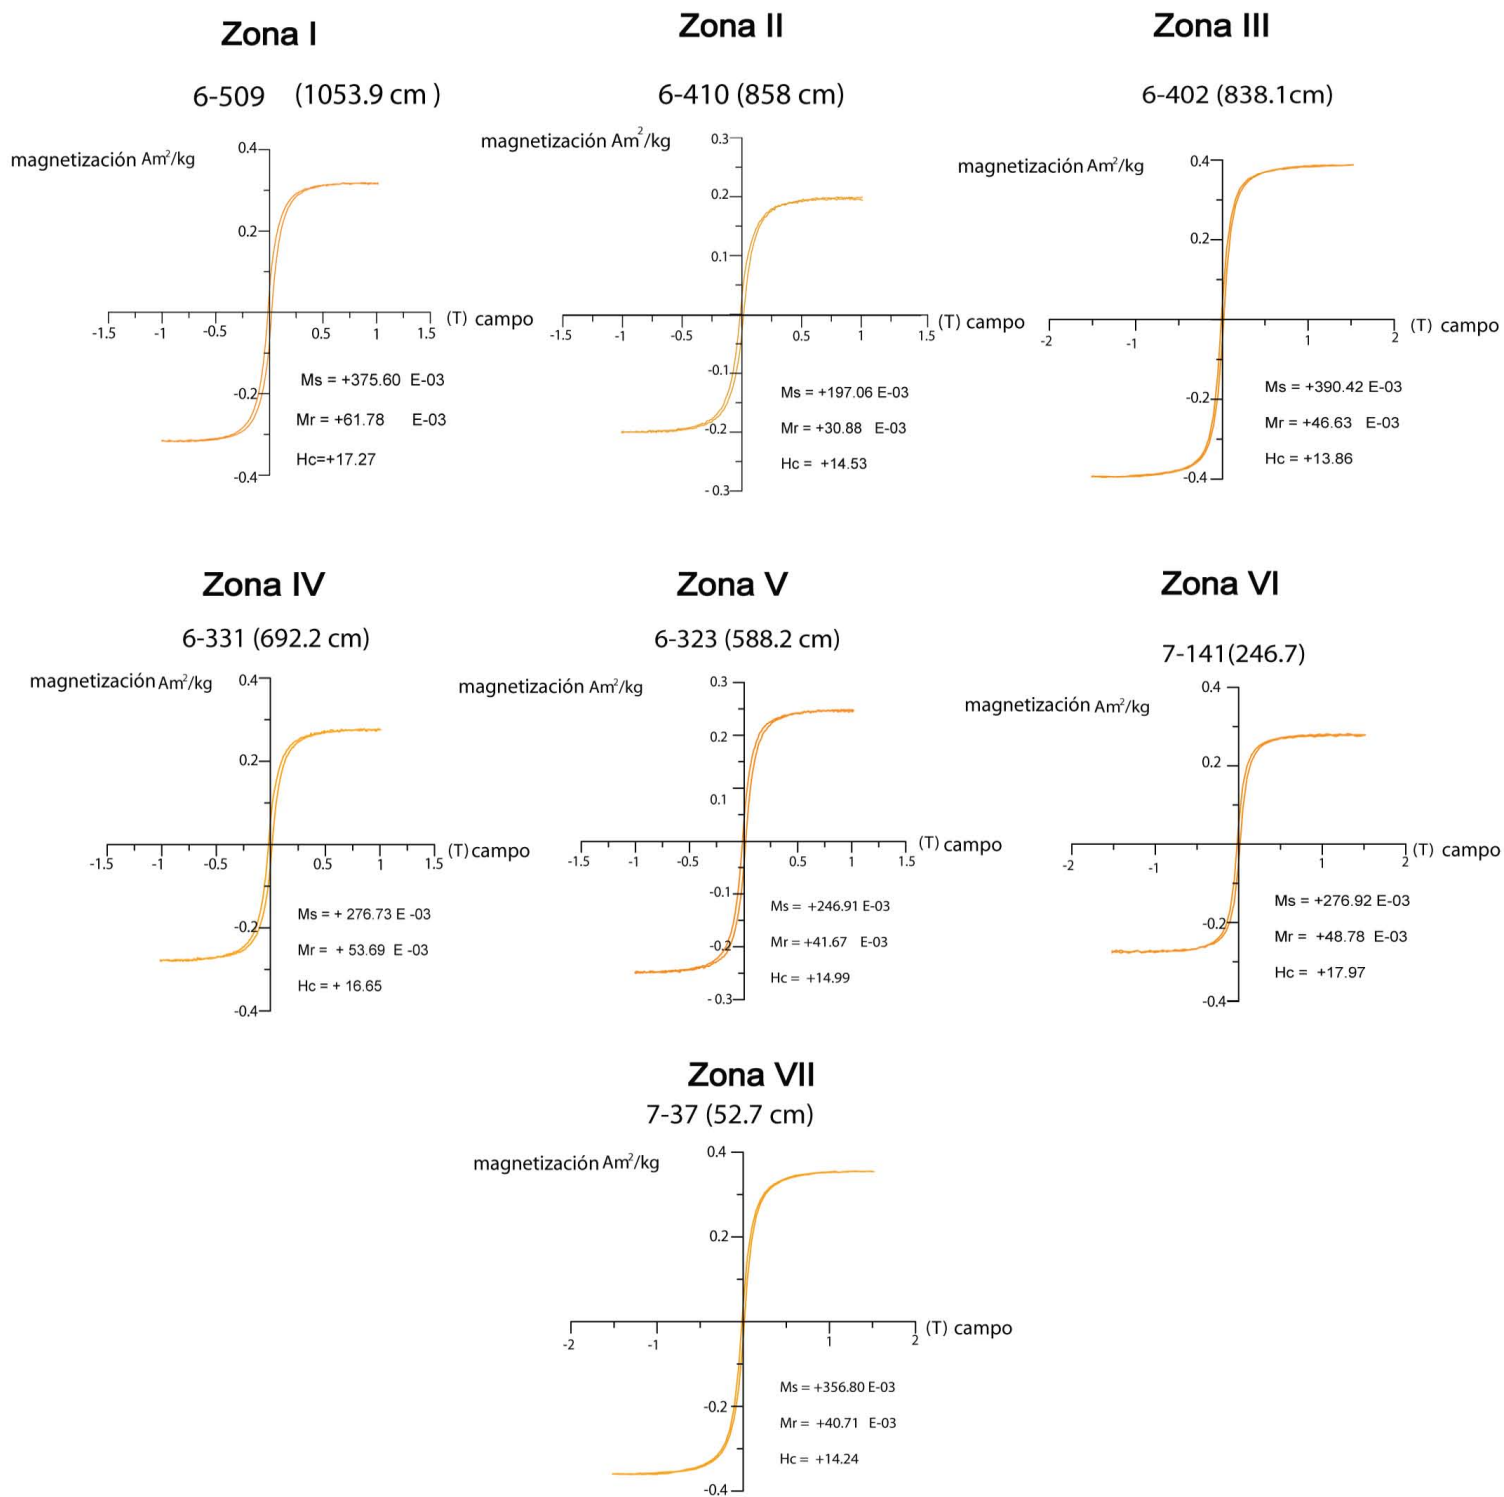 Zona I
6-509 (1053.9 cm )
magnetización Am²/kg
0.4
0.2
-0.2
-0.4
-1.5 -1 -0.5 0.5 1 1.5
(T) campo
Ms = +375.60 E-03
Mr = +61.78 E-03
Hc=+17.27
Zona II
6-410 (858 cm)
magnetización Am²/kg
0.3
0.2
0.1
-0.1
-0.2
- 0.3
-1.5 -1 -0.5 0.5 1 1.5
(T) campo
Ms = +197.06 E-03
Mr = +30.88 E-03
Hc = +14.53
Zona III
6-402 (838.1cm)
magnetización Am²/kg
0.4
0.2
-0.2
-0.4
-2 -1 1 2
(T) campo
Ms = +390.42 E-03
Mr = +46.63 E-03
Hc = +13.86
Zona IV
6-331 (692.2 cm)
magnetización Am²/kg
0.4
0.2
-0.2
-0.4
-1.5 -1 -0.5 0.5 1 1.5
(T) campo
Ms = + 276.73 E -03
Mr = + 53.69 E -03
Hc = + 16.65
Zona V
6-323 (588.2 cm)
magnetización Am²/kg
0.3
0.2
0.1
-0.1
-0.2
- 0.3
-1.5 -1 -0.5 0.5 1 1.5
(T) campo
Ms = +246.91 E-03
Mr = +41.67 E-03
Hc = +14.99
Zona VI
7-141(246.7)
magnetización Am²/kg
0.4
0.2
-0.2
-0.4
-2 -1 1 2
(T) campo
Ms = +276.92 E-03
Mr = +48.78 E-03
Hc = +17.97
Zona VII
7-37 (52.7 cm)
magnetización Am²/kg
0.4
0.2
-0.2
-0.4
-2 -1 1 2
(T) campo
Ms = +356.80 E-03
Mr = +40.71 E-03
Hc = +14.24